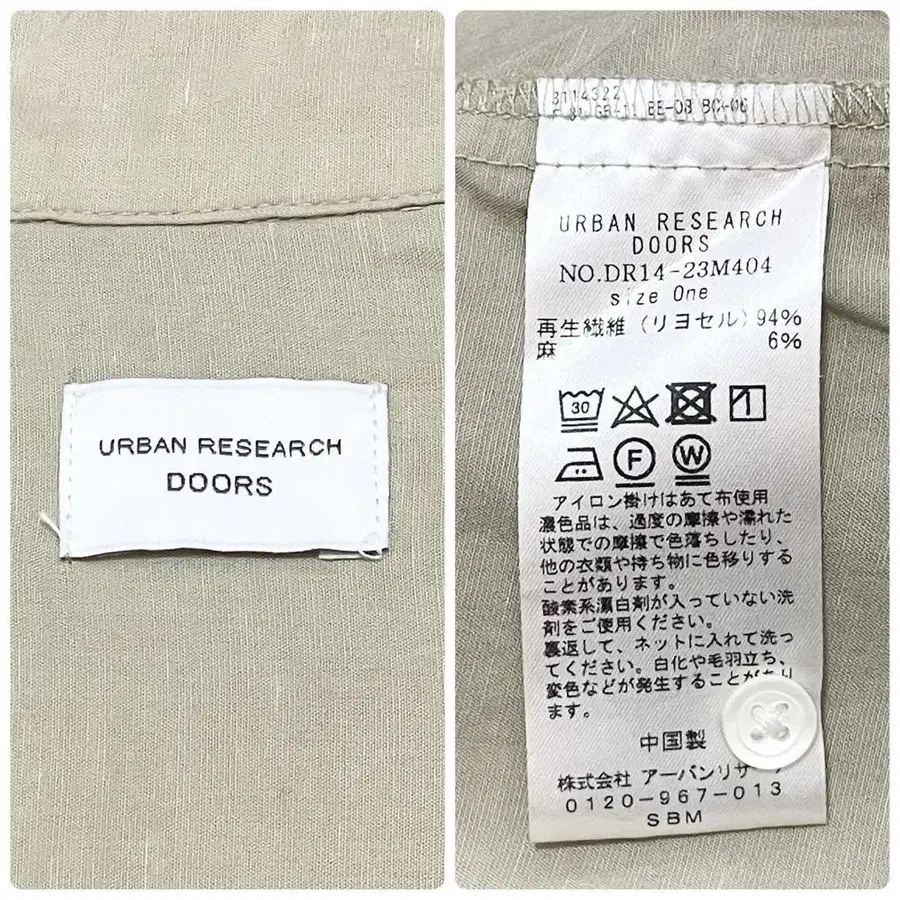 URBAN RESEARCH
DOORS
8114322
BE-08 BC-06
URBAN RESEARCH
DOORS
NO.DR14-23M404
size One
再生繊維 (リヨセル) 94%
麻 6%
30
F
W
アイロン掛けはあて布使用
濃色品は、過度の摩擦や濡れた
状態での摩擦で色落ちしたり、
他の衣類や持ち物に色移りする
ことがあります。
酸素系漂白剤が入っていない洗
剤をご使用ください。
裏返して、ネットに入れて洗っ
てください。白化や毛羽立ち、
変色などが発生することがあり
ます。
中国製
株式会社 アーバンリサーチ
0120-967-013
SBM